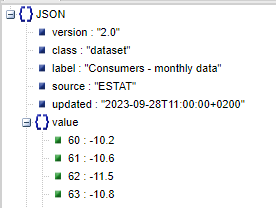 JSON
version : "2.0"
class : "dataset"
label : "Consumers - monthly data"
source : "ESTAT"
updated : "2023-09-28T11:00:00+0200"
value
60 : -10.2
61 : -10.6
62 : -11.5
63 : -10.8